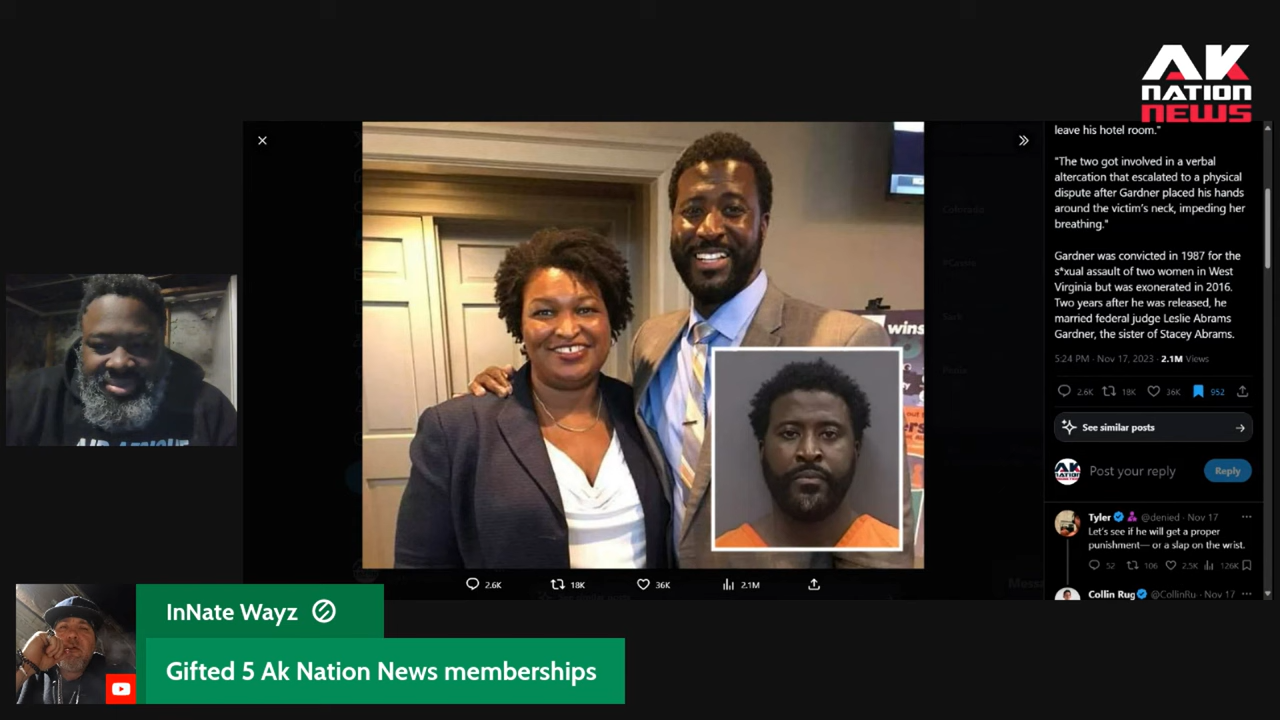 AK
NATION
NEWS
leave his hotel room."
"The two got involved in a verbal
altercation that escalated to a physical
dispute after Gardner placed his hands
around the victim's neck, impeding her
breathing."
Gardner was convicted in 1987 for the
s*xual assault of two women in West
Virginia but was exonerated in 2016.
Two years after he was released, he
married federal judge Leslie Abrams
Gardner, the sister of Stacey Abrams.
5:24 PM · Nov 17, 2023 · 2.1M Views
2.6K 18K 36K 952
See similar posts
Post your reply Reply
Tyler @denied · Nov 17
Let's see if he will get a proper
punishment— or a slap on the wrist.
52 106 2.5K 126K
Collin Rug @CollinRu · Nov 17
wins
2.6K 18K 36K 2.1M
InNate Wayz
Gifted 5 Ak Nation News memberships